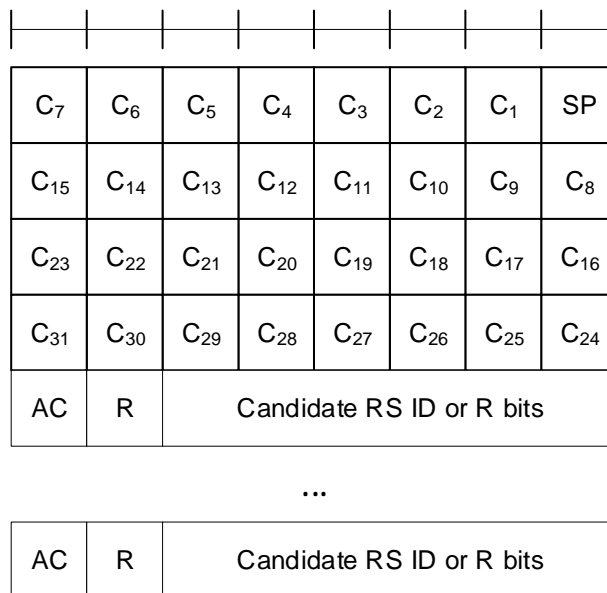 C7 C6 C5 C4 C3 C2 C1 SP
C15 C14 C13 C12 C11 C10 C9 C8
C23 C22 C21 C20 C19 C18 C17 C16
C31 C30 C29 C28 C27 C26 C25 C24
AC R Candidate RS ID or R bits
...
AC R Candidate RS ID or R bits